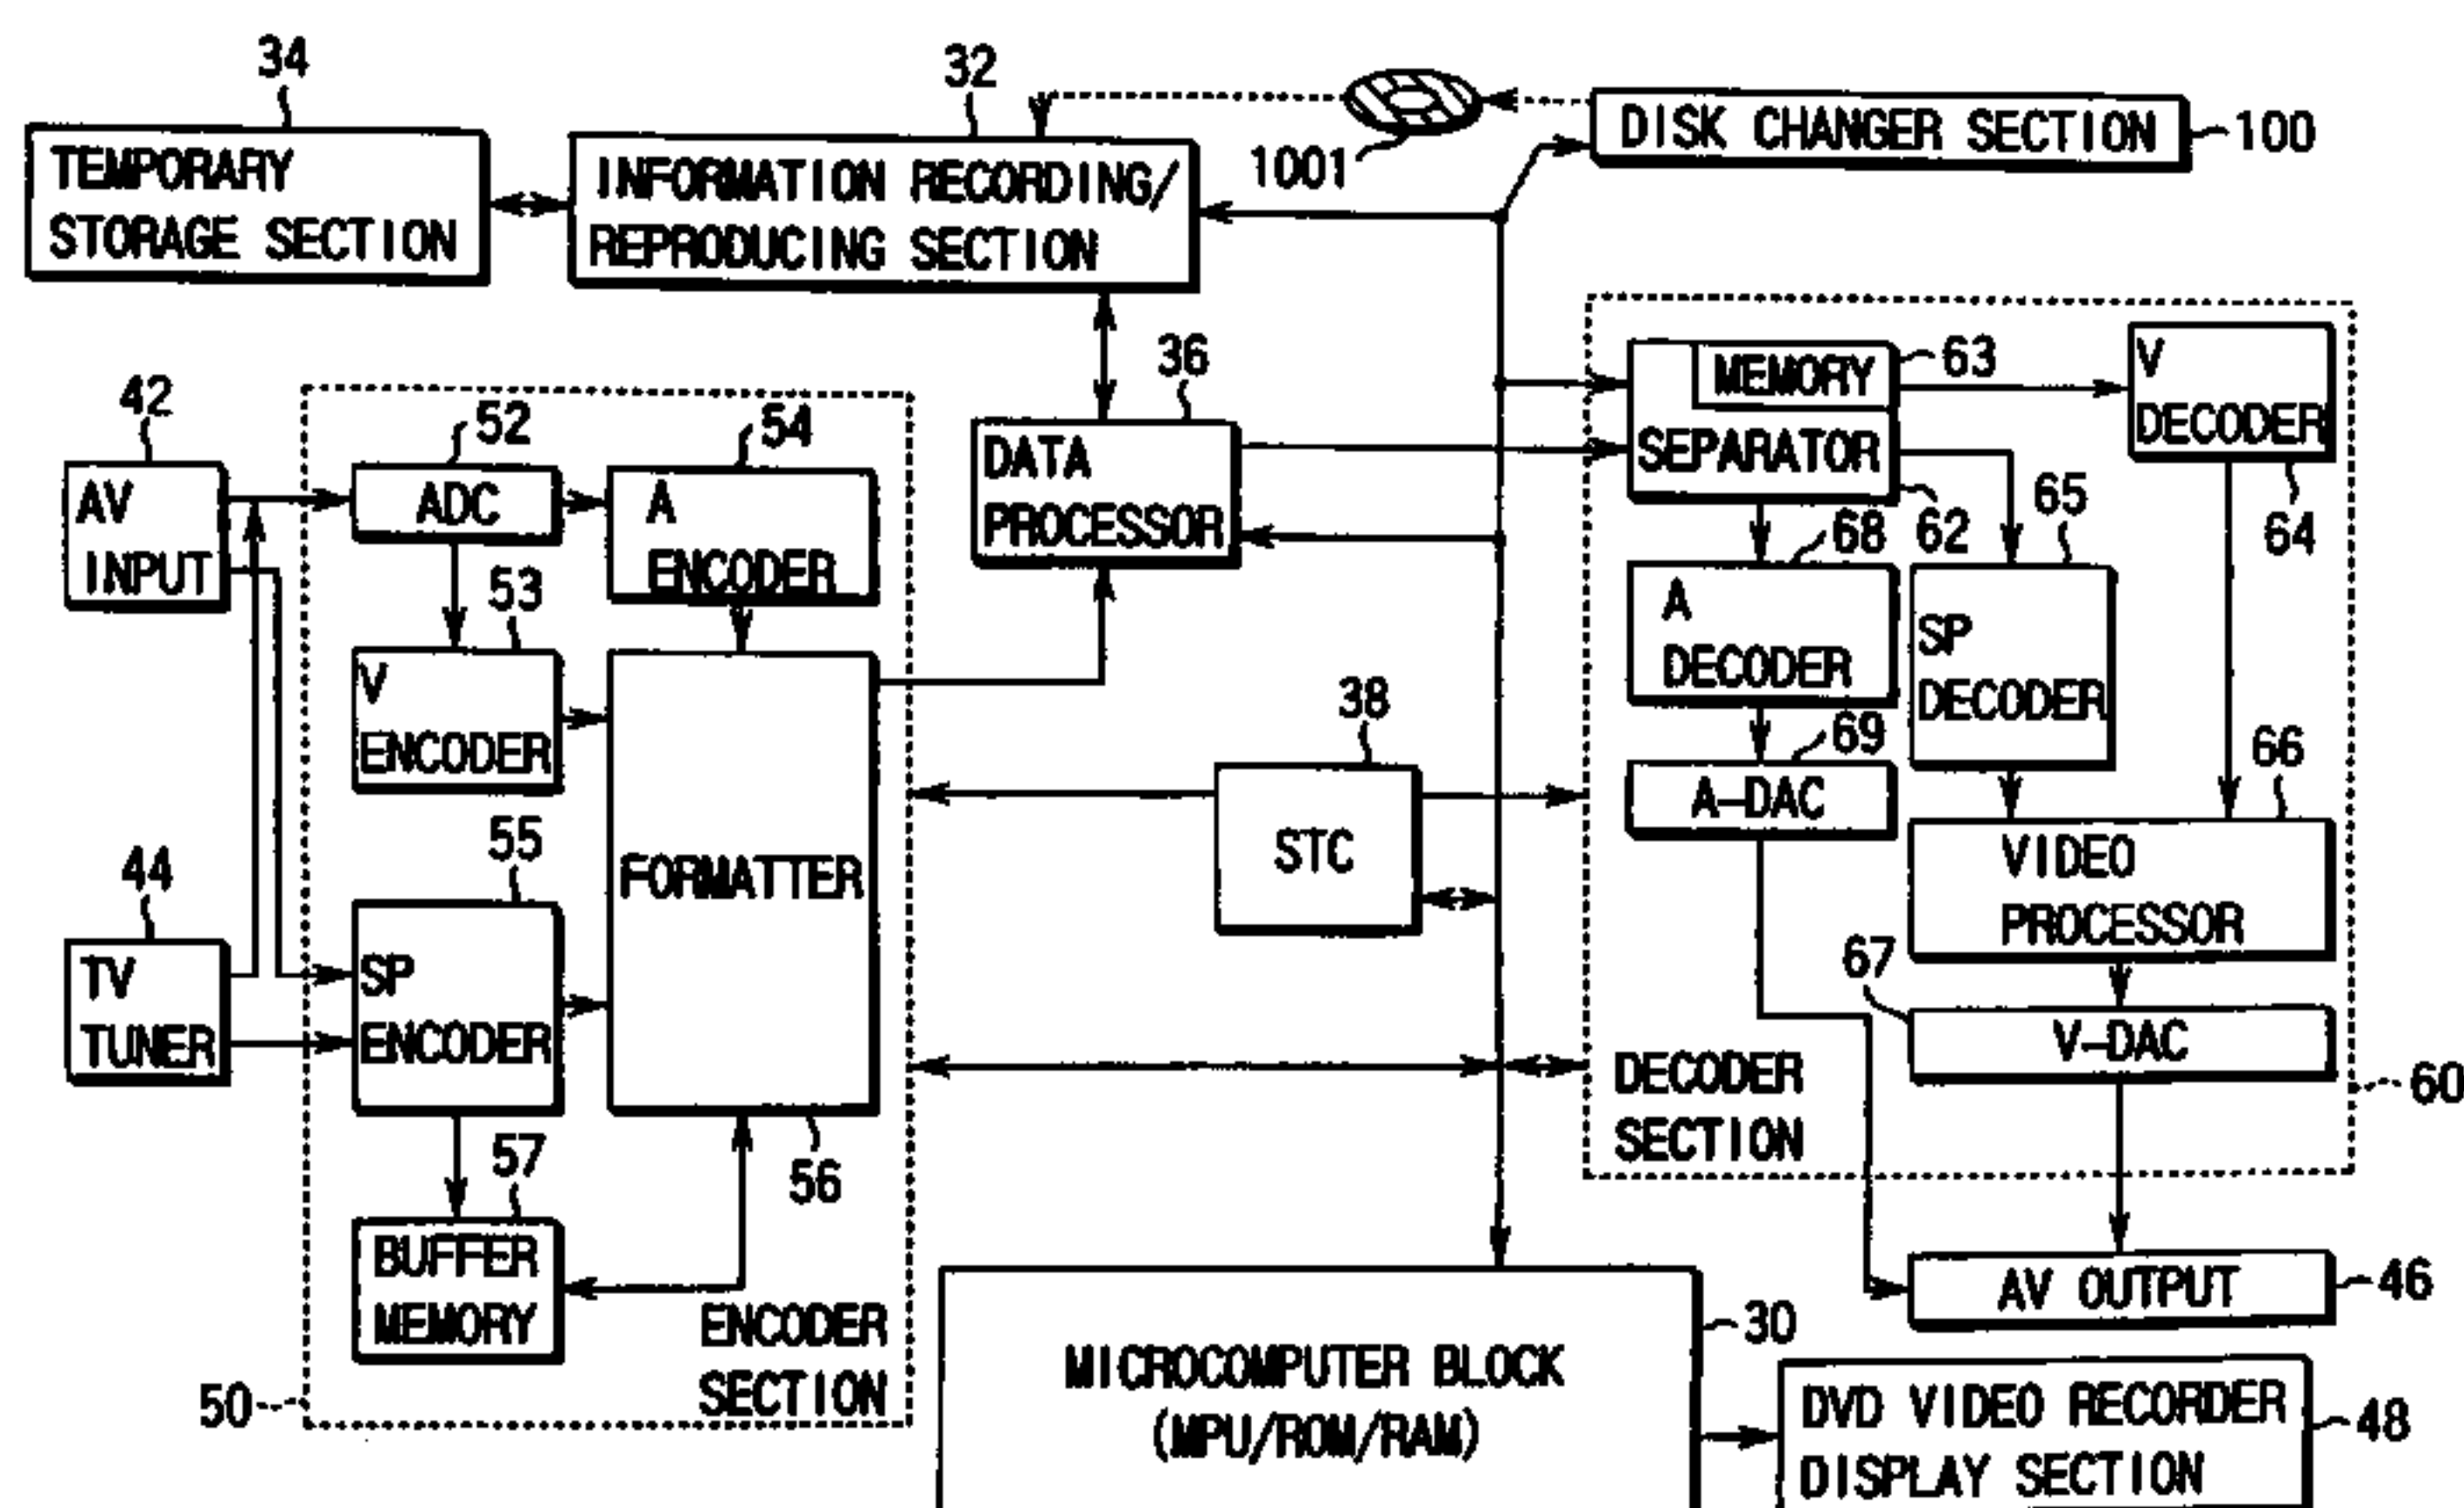 34
32
TEMPORARY
STORAGE SECTION
INFORMATION RECORDING/
REPRODUCING SECTION
1001
DISK CHANGER SECTION
100
42
AV
INPUT
44
TV
TUNER
52
ADC
54
A
ENCODER
53
V
ENCODER
55
SP
ENCODER
57
BUFFER
MEMORY
FORMATTER
56
ENCODER
SECTION
50
36
DATA
PROCESSOR
38
STC
MEMORY
63
SEPARATOR
62
V
DECODER
64
68
A
DECODER
65
SP
DECODER
69
A-DAC
66
VIDEO
PROCESSOR
67
V-DAC
DECODER
SECTION
60
AV OUTPUT
46
MICROCOMPUTER BLOCK
(MPU/ROM/RAM)
30
DVD VIDEO RECORDER
DISPLAY SECTION
48